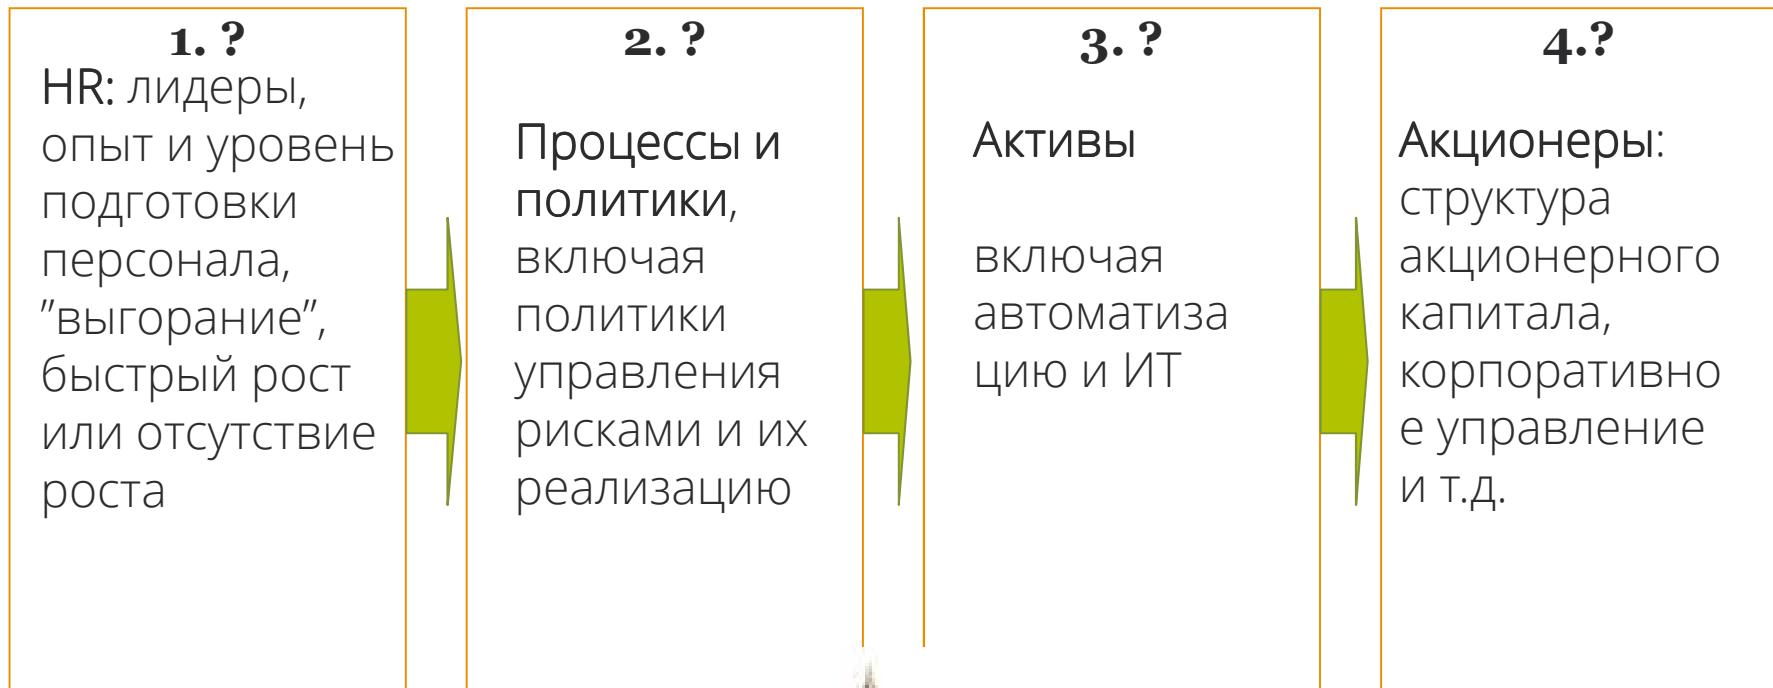 1. ?
HR: лидеры,
опыт и уровень
подготовки
персонала,
”выгорание”,
быстрый рост
или отсутствие
роста
2. ?
Процессы и
политики,
включая
политики
управления
рисками и их
реализацию
3. ?
Активы
включая
автоматиза
цию и ИТ
4.?
Акционеры:
структура
акционерного
капитала,
корпоративно
е управление
и т.д.